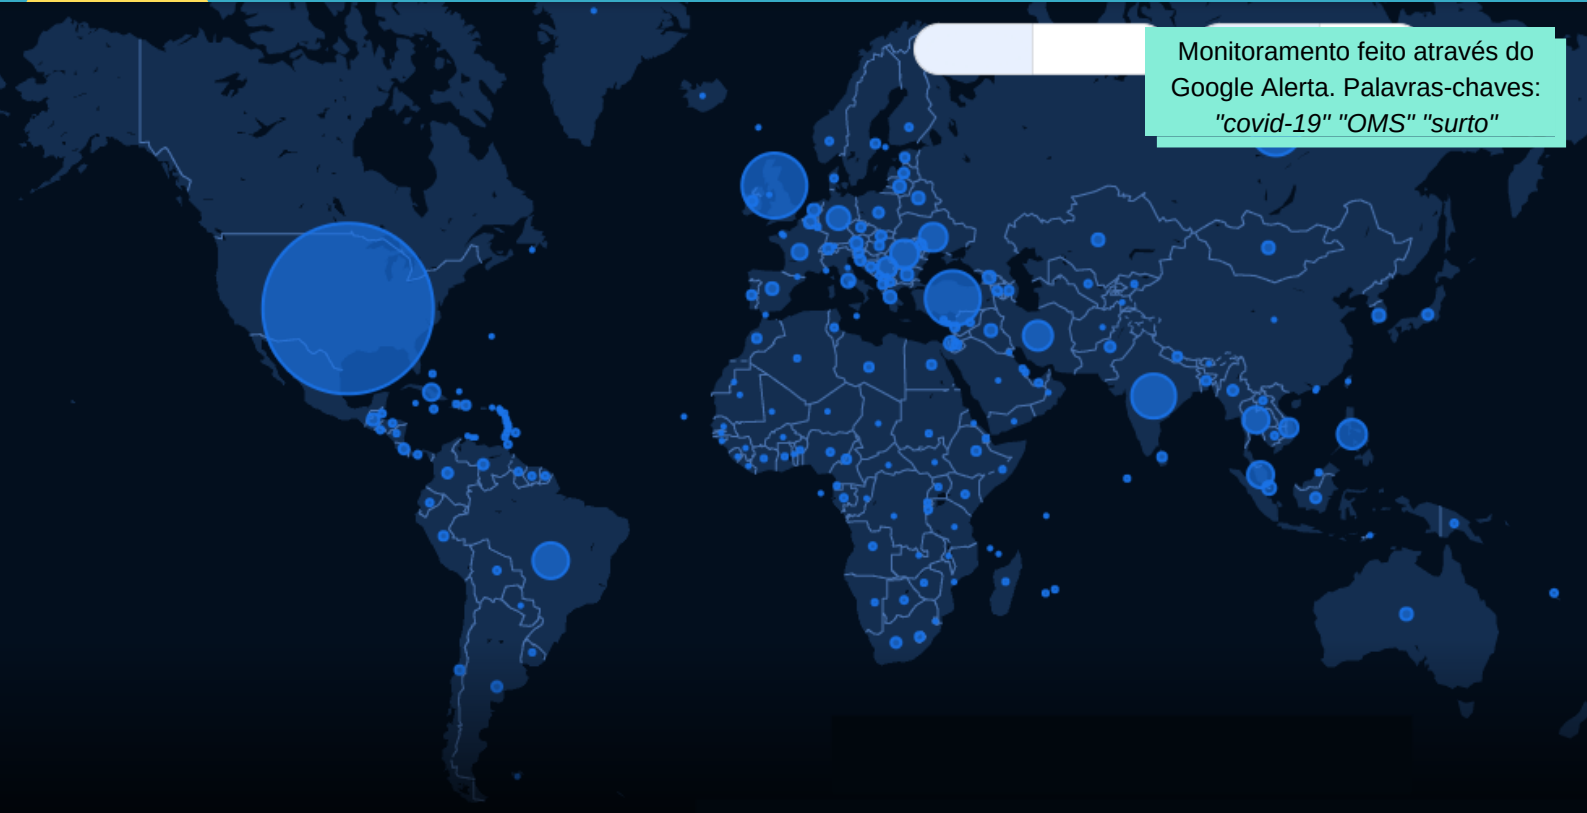 Monitoramento feito através do
Google Alerta. Palavras-chaves:
"covid-19" "OMS" "surto"